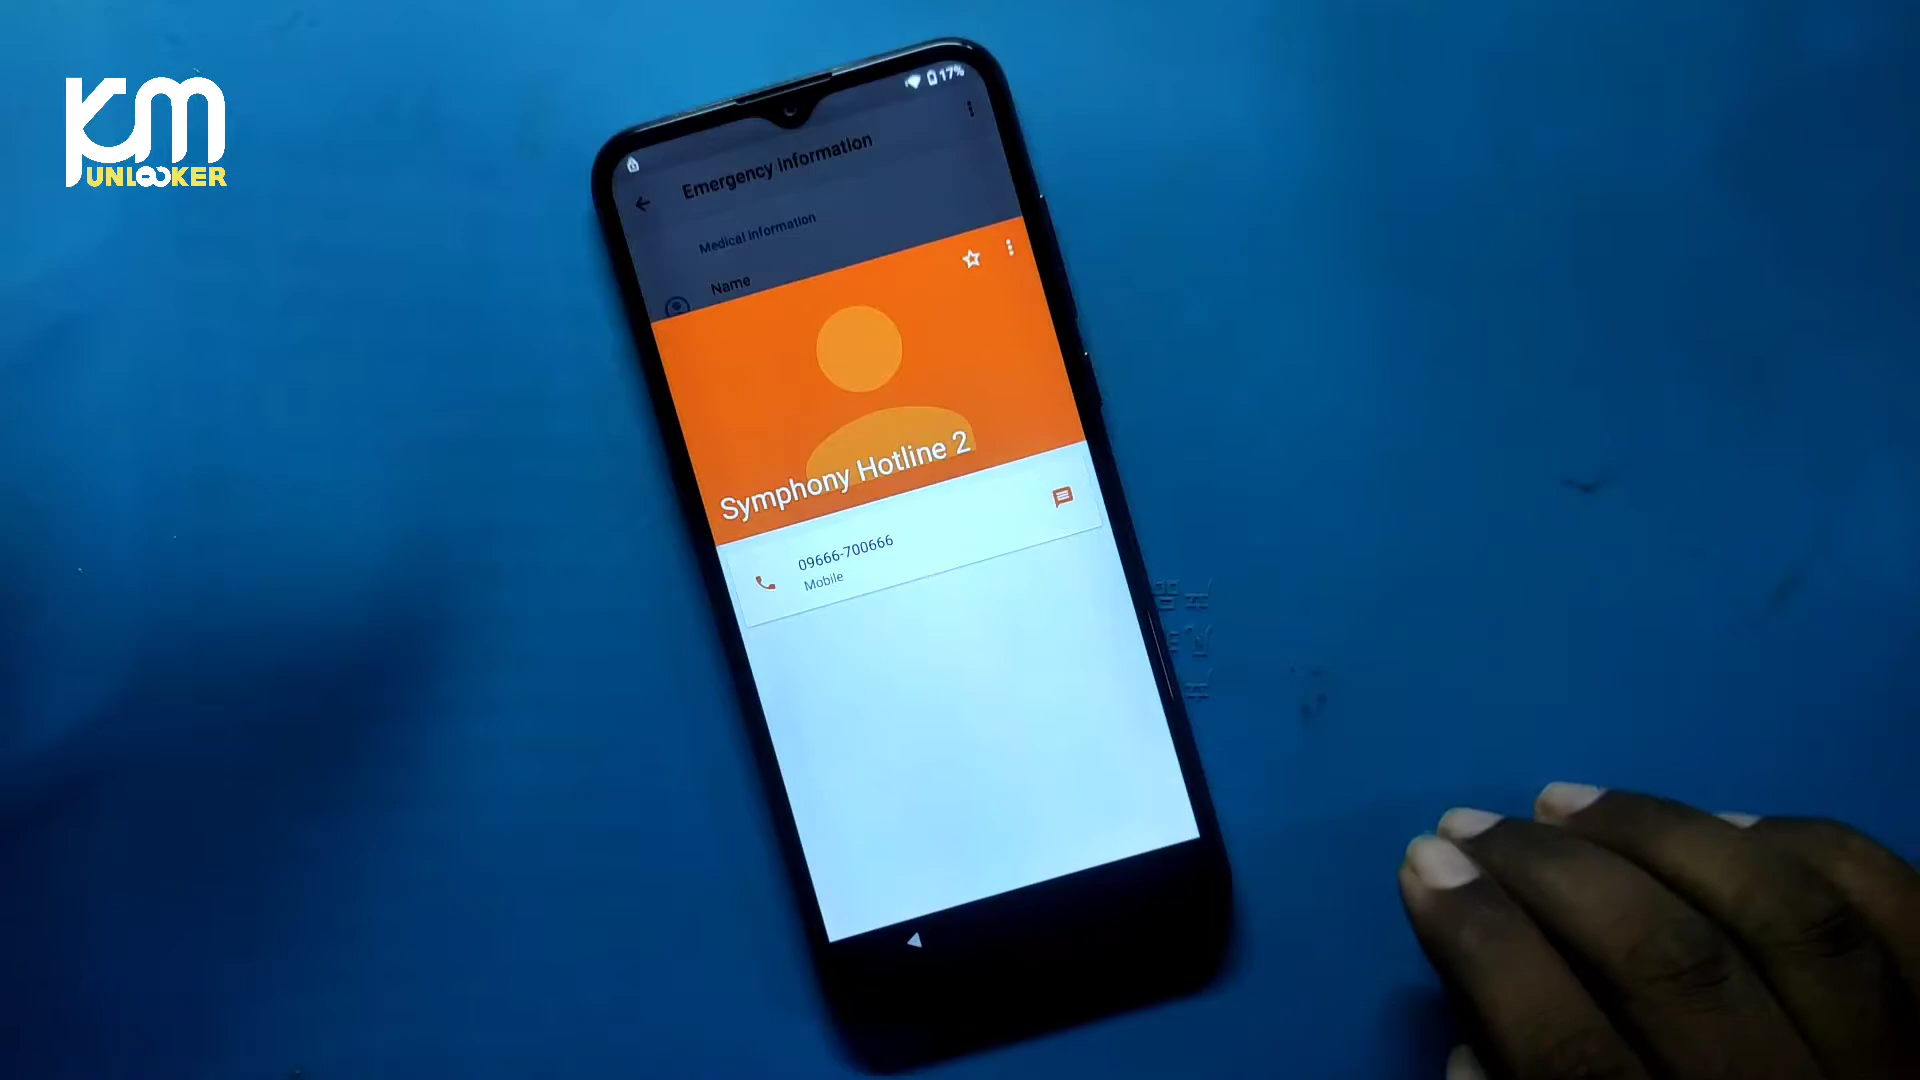 KM
UNLOCKER
17%
Emergency information
Medical information
Name
Symphony Hotline 2
09666-700666
Mobile